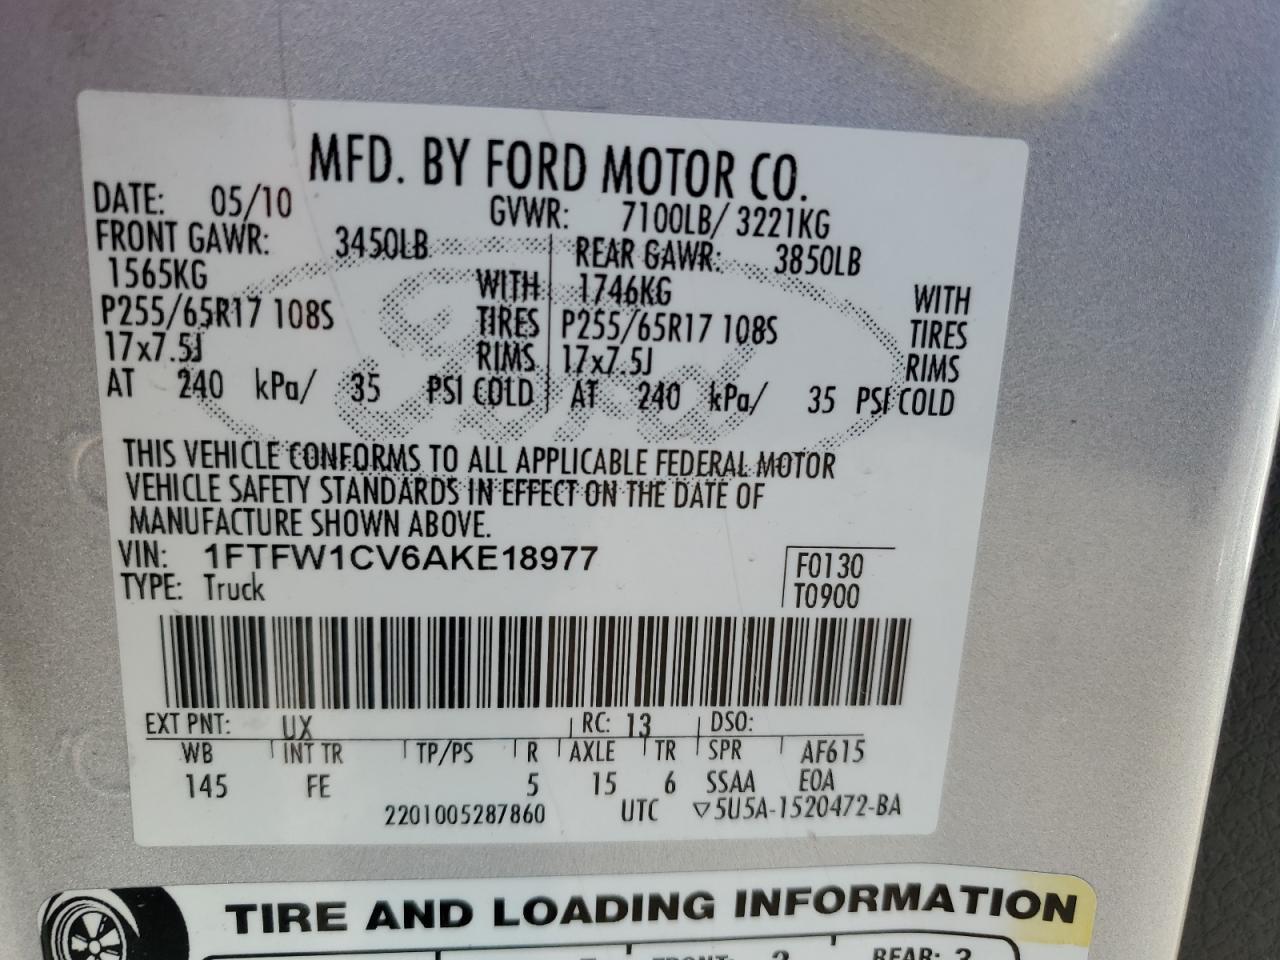 MFD. BY FORD MOTOR CO.
DATE: 05/10 GVWR: 7100LB/ 3221KG
FRONT GAWR: 3450LB REAR GAWR: 3850LB
1565KG WITH 1746KG WITH
P255/65R17 108S TIRES P255/65R17 108S TIRES
17x7.5J RIMS 17x7.5J RIMS
AT 240 kPa/ 35 PSI COLD AT 240 kPa/ 35 PSI COLD
Ford
THIS VEHICLE CONFORMS TO ALL APPLICABLE FEDERAL MOTOR
VEHICLE SAFETY STANDARDS IN EFFECT ON THE DATE OF
MANUFACTURE SHOWN ABOVE.
VIN: 1FTFW1CV6AKE18977 F0130
TYPE: Truck T0900
EXT PNT: UX RC: 13 DSO:
WB INT TR TP/PS R AXLE TR SPR AF615
145 FE 5 15 6 SSAA EOA
2201005287860 UTC ▽5U5A-1520472-BA
TIRE AND LOADING INFORMATION
FRONT: 2 REAR: 3